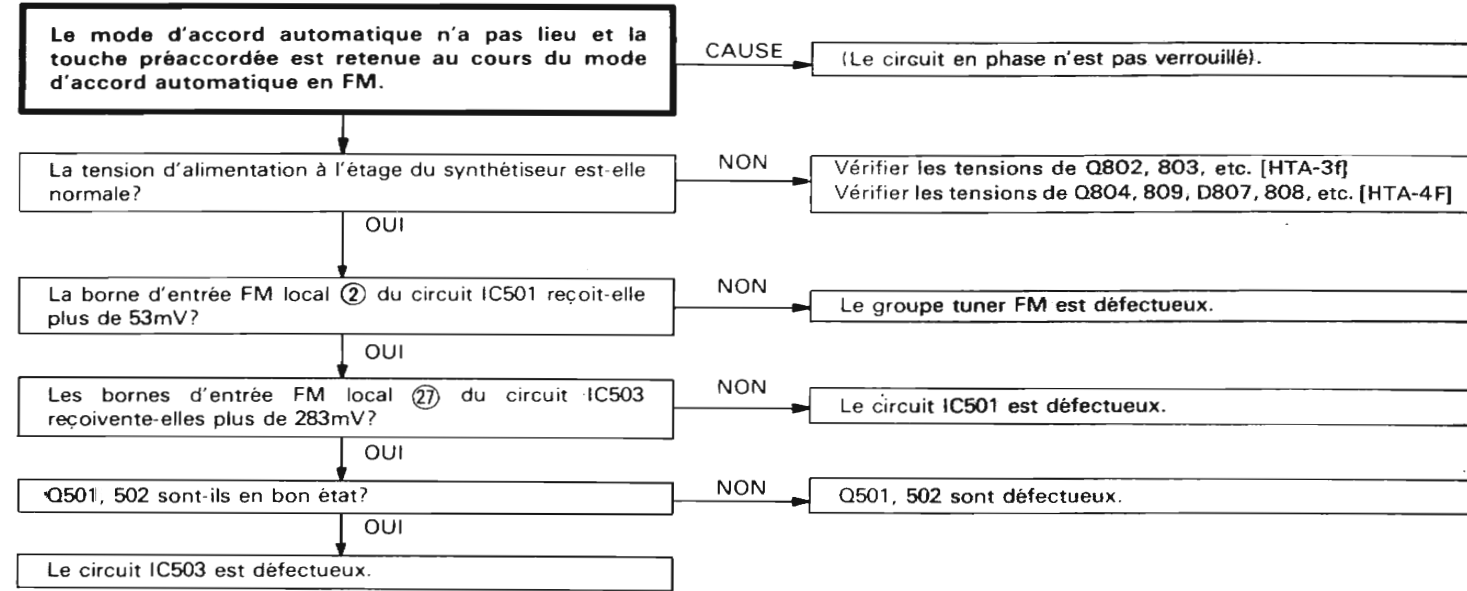 Le mode d'accord automatique n'a pas lieu et la
touche préaccordée est retenue au cours du mode
d'accord automatique en FM.
CAUSE
(Le circuit en phase n'est pas verrouillé).
La tension d'alimentation à l'étage du synthétiseur est-elle
normale?
NON
Vérifier les tensions de Q802, 803, etc. [HTA-3f]
Vérifier les tensions de Q804, 809, D807, 808, etc. [HTA-4F]
OUI
La borne d'entrée FM local ② du circuit IC501 reçoit-elle
plus de 53mV?
NON
Le groupe tuner FM est défectueux.
OUI
Les bornes d'entrée FM local ㉗ du circuit IC503
reçoivente-elles plus de 283mV?
NON
Le circuit IC501 est défectueux.
OUI
Q501, 502 sont-ils en bon état?
NON
Q501, 502 sont défectueux.
OUI
Le circuit IC503 est défectueux.